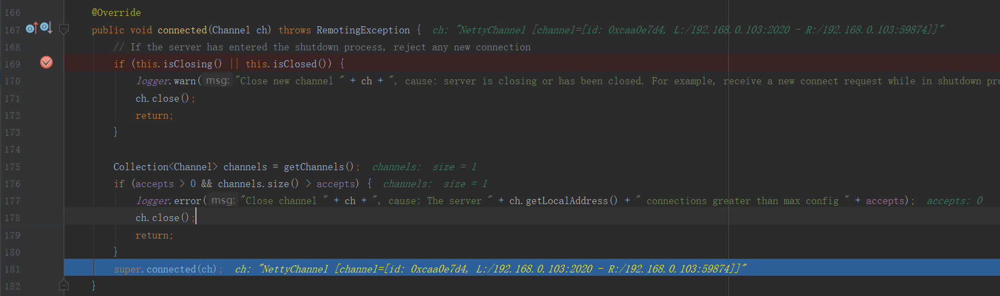 166 @Override
167 public void connected(Channel ch) throws RemotingException { ch: "NettyChannel [channel=[id: 0xcaa0e7d4, L:/192.168.0.103:2020 - R:/192.168.0.103:59874]]"
168 // If the server has entered the shutdown process, reject any new connection
169 if (this.isClosing() || this.isClosed()) {
170 logger.warn( msg: "Close new channel " + ch + ", cause: server is closing or has been closed. For example, receive a new connect request while in shutdown pro
171 ch.close();
172 return;
173 }
174
175 Collection<Channel> channels = getChannels(); channels: size = 1
176 if (accepts > 0 && channels.size() > accepts) { channels: size = 1
177 logger.error( msg: "Close channel " + ch + ", cause: The server " + ch.getLocalAddress() + " connections greater than max config " + accepts); accepts: 0
178 ch.close();
179 return;
180 }
181 super.connected(ch); ch: "NettyChannel [channel=[id: 0xcaa0e7d4, L:/192.168.0.103:2020 - R:/192.168.0.103:59874]]"
182 }